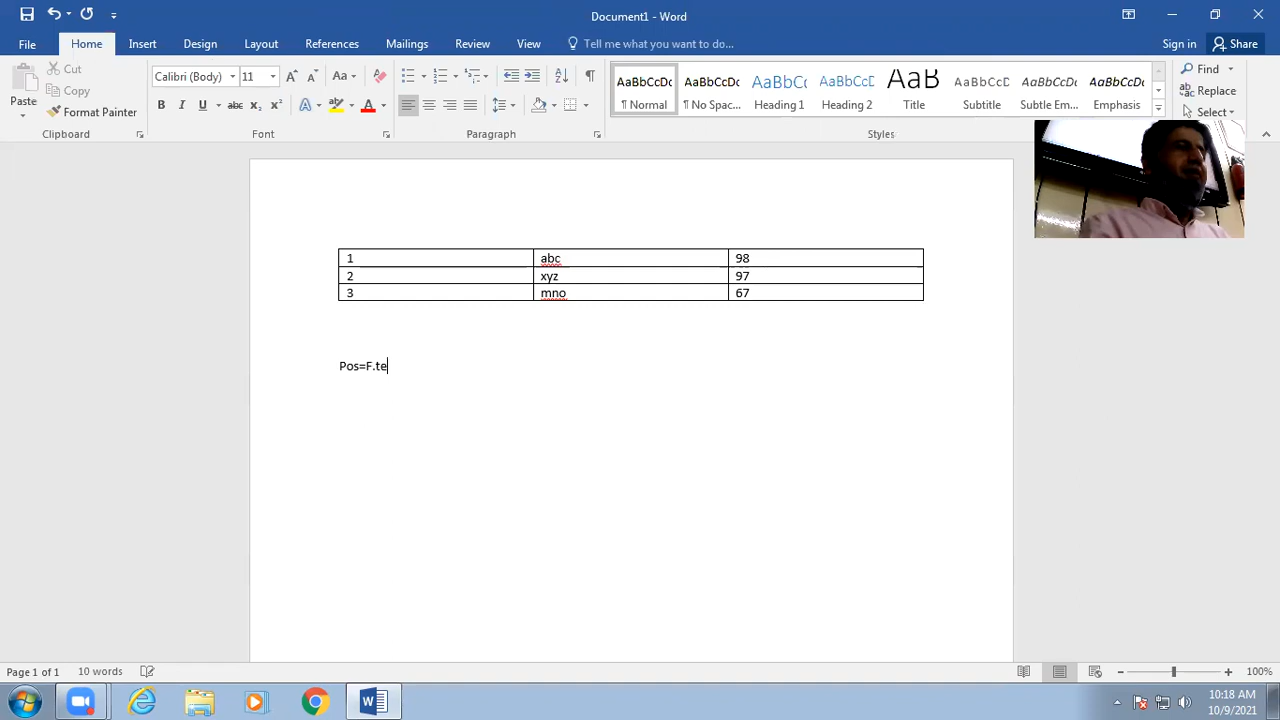 Document1 - Word
File Home Insert Design Layout References Mailings Review View Tell me what you want to do... Sign in Share
Paste Cut Copy Format Painter
Clipboard
Calibri (Body) 11
Font
Paragraph
AaBbCcDc ¶ Normal
AaBbCcDc ¶ No Spac...
AaBbCc Heading 1
AaBbCcD Heading 2
AaB Title
AaBbCcD Subtitle
AaBbCcDc Subtle Em...
AaBbCcDc Emphasis
Styles
Find
Replace
Select
1 abc 98
2 xyz 97
3 mno 67
Pos=F.te
Page 1 of 1 10 words 100%
10:18 AM
10/9/2021